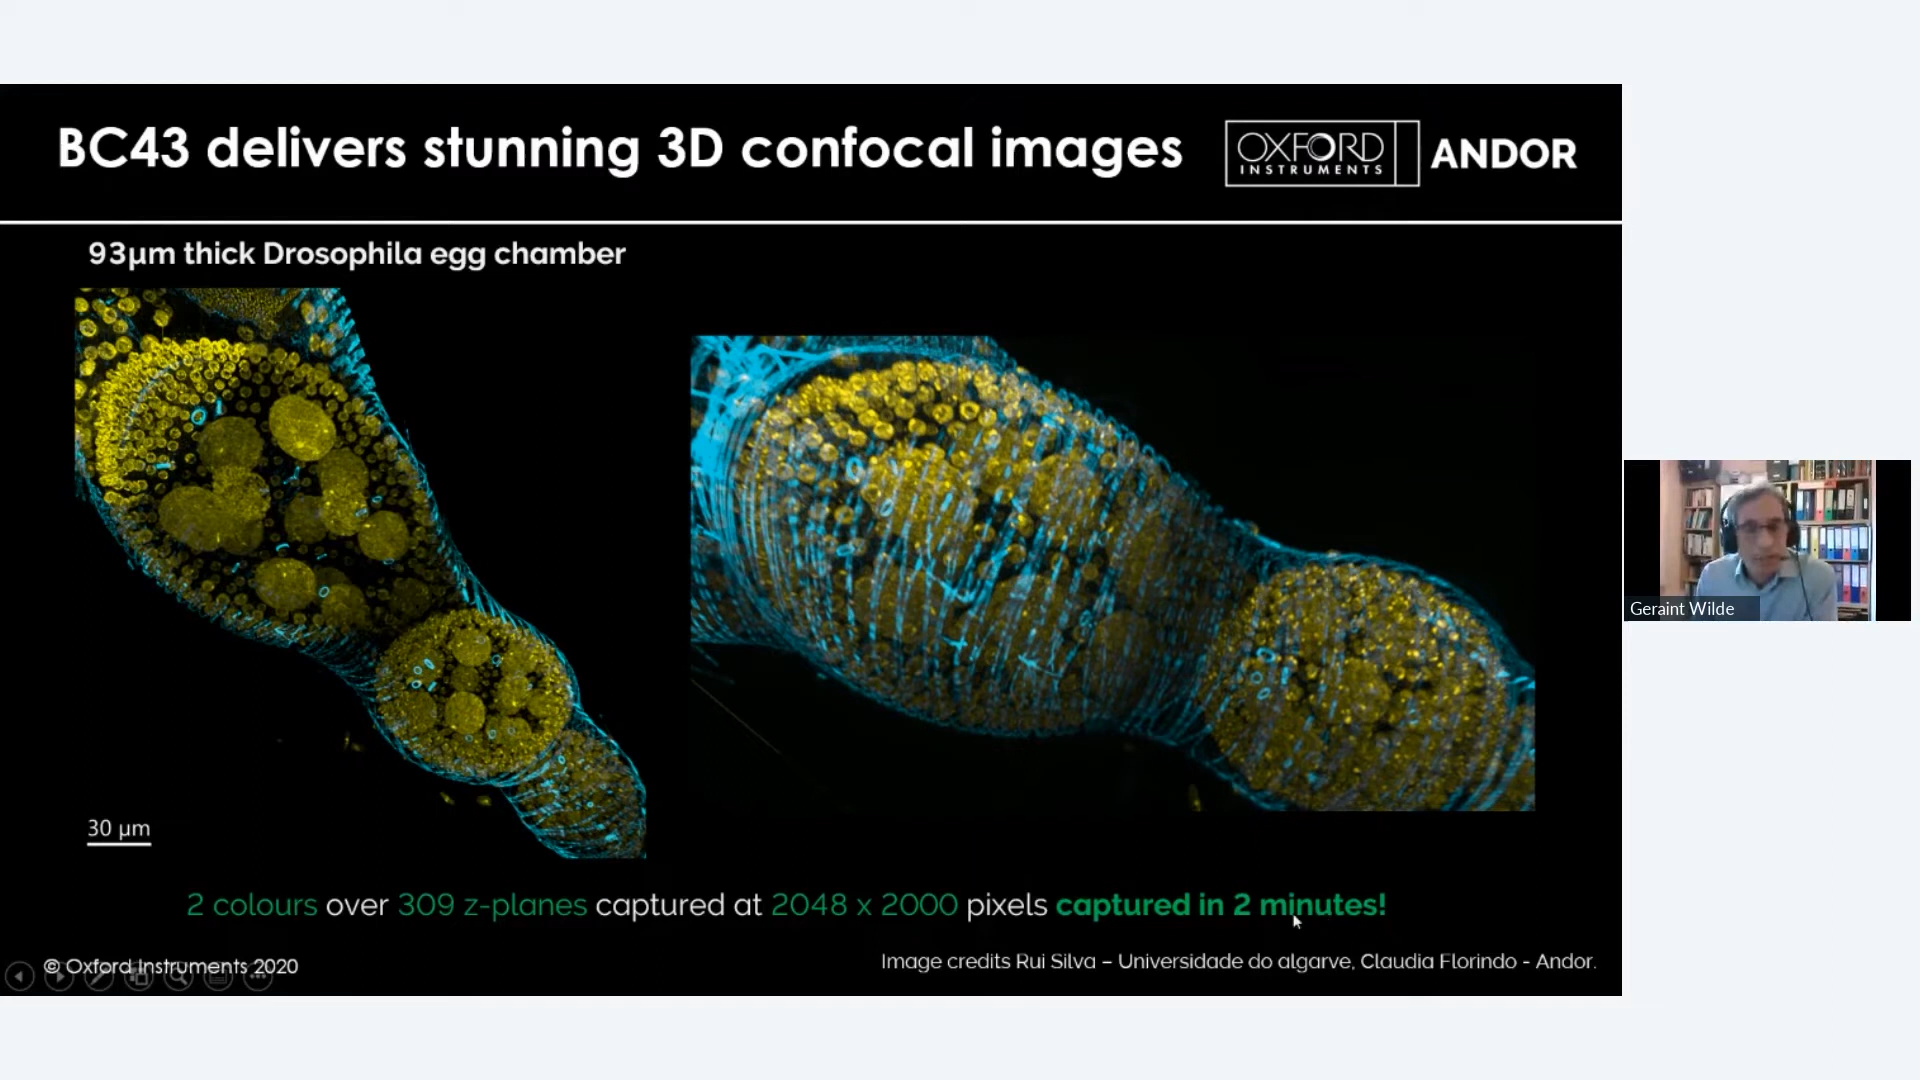 BC43 delivers stunning 3D confocal images
OXFORD
INSTRUMENTS
ANDOR
93µm thick Drosophila egg chamber
30 µm
2 colours over 309 z-planes captured at 2048 x 2000 pixels captured in 2 minutes!
© Oxford Instruments 2020
Image credits Rui Silva – Universidade do algarve, Claudia Florindo - Andor.
Geraint Wilde